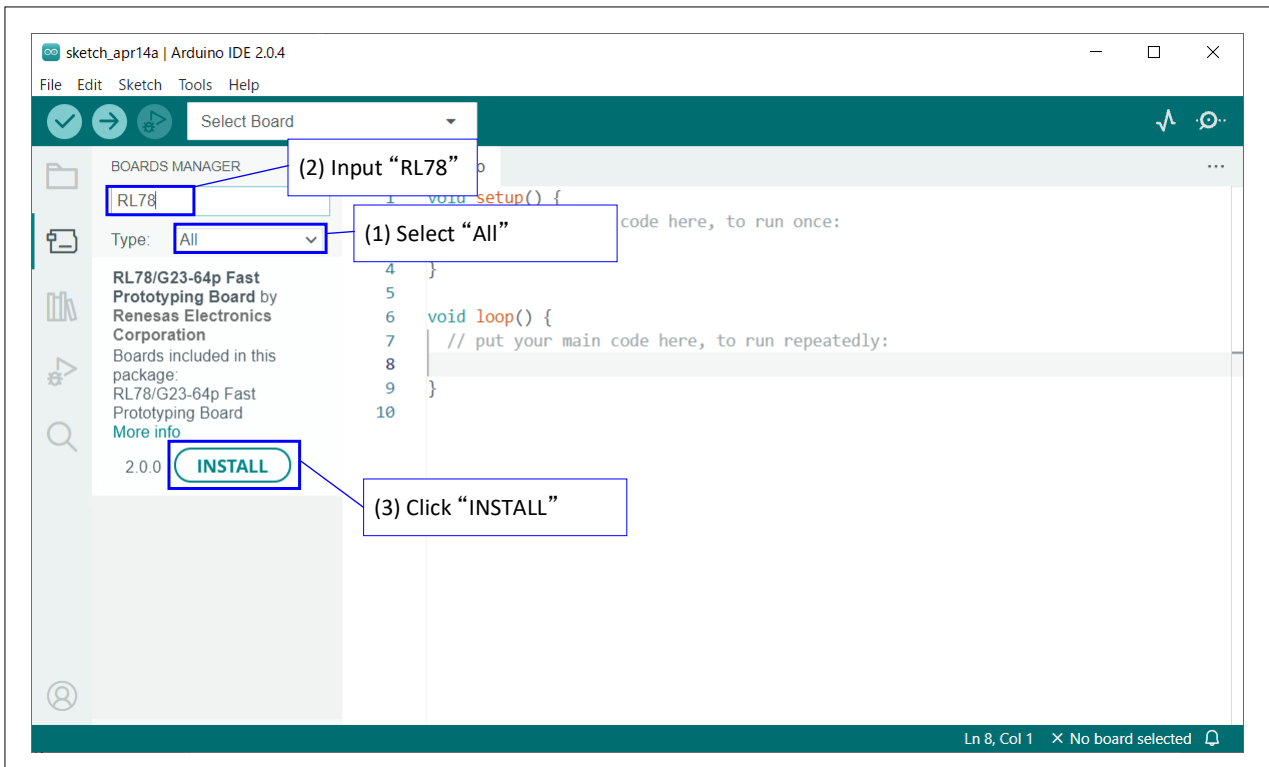 sketch_apr14a | Arduino IDE 2.0.4
File Edit Sketch Tools Help
Select Board
BOARDS MANAGER
(2) Input “RL78”
o
...
RL78
1 void setup() {
Type: All
(1) Select “All”
code here, to run once:
4 }
5
6 void loop() {
7 // put your main code here, to run repeatedly:
8
9 }
10
RL78/G23-64p Fast
Prototyping Board by
Renesas Electronics
Corporation
Boards included in this
package:
RL78/G23-64p Fast
Prototyping Board
More info
2.0.0 INSTALL
(3) Click “INSTALL”
Ln 8, Col 1 × No board selected